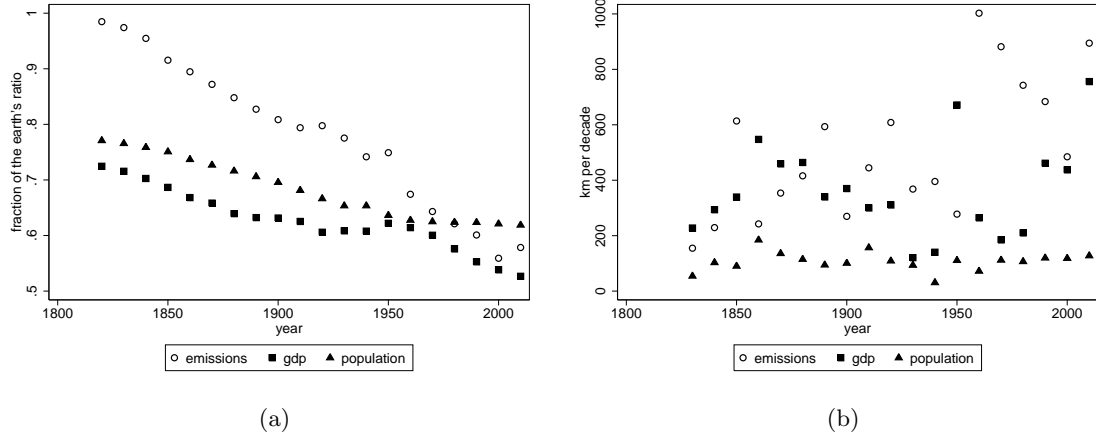 fraction of the earth's ratio
1
.9
.8
.7
.6
.5
1800 1850 1900 1950 2000
year
emissions gdp population
(a)
km per decade
1000
800
600
400
200
0
1800 1850 1900 1950 2000
year
emissions gdp population
(b)